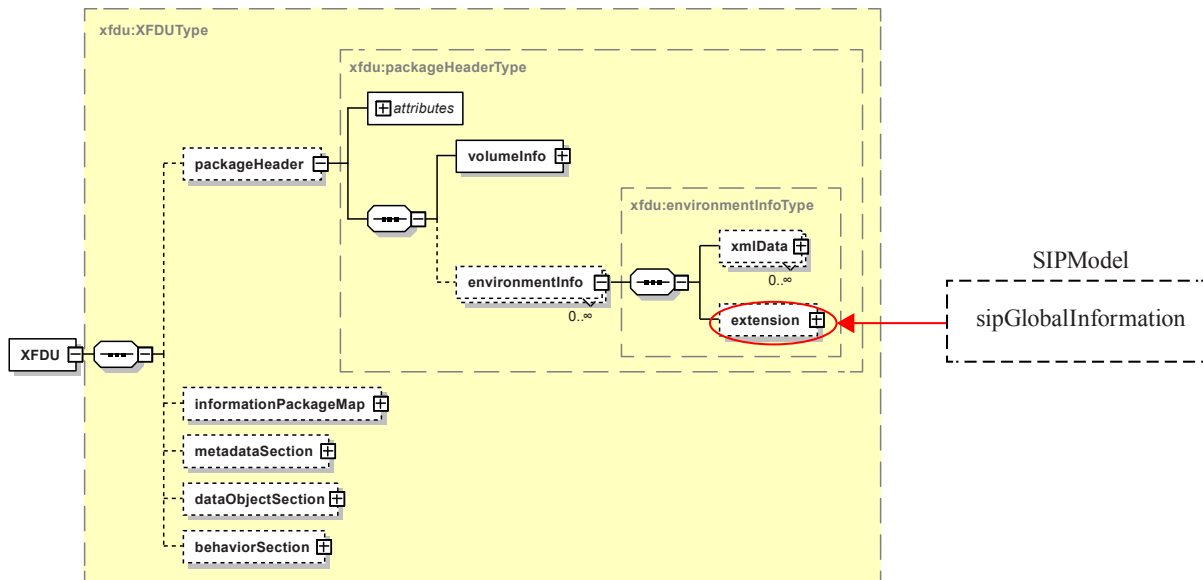 xfdu:XFDUType
xfdu:packageHeaderType
attributes
packageHeader
volumeInfo
xfdu:environmentInfoType
xmlData
0..∞
SIPModel
environmentInfo
0..∞
extension
sipGlobalInformation
XFDU
informationPackageMap
metadataSection
dataObjectSection
behaviorSection